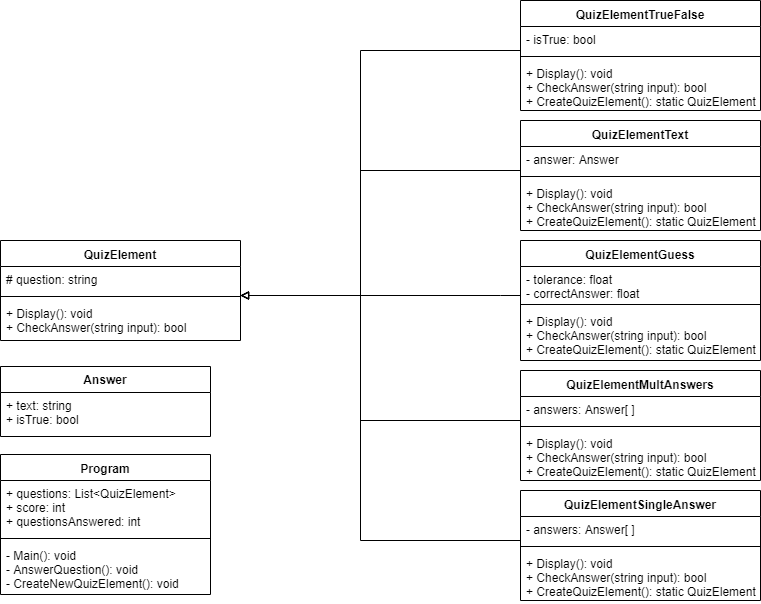 QuizElementTrueFalse
- isTrue: bool
+ Display(): void
+ CheckAnswer(string input): bool
+ CreateQuizElement(): static QuizElement
QuizElementText
- answer: Answer
+ Display(): void
+ CheckAnswer(string input): bool
+ CreateQuizElement(): static QuizElement
QuizElement
# question: string
+ Display(): void
+ CheckAnswer(string input): bool
QuizElementGuess
- tolerance: float
- correctAnswer: float
+ Display(): void
+ CheckAnswer(string input): bool
+ CreateQuizElement(): static QuizElement
Answer
+ text: string
+ isTrue: bool
QuizElementMultAnswers
- answers: Answer[ ]
+ Display(): void
+ CheckAnswer(string input): bool
+ CreateQuizElement(): static QuizElement
Program
+ questions: List<QuizElement>
+ score: int
+ questionsAnswered: int
- Main(): void
- AnswerQuestion(): void
- CreateNewQuizElement(): void
QuizElementSingleAnswer
- answers: Answer[ ]
+ Display(): void
+ CheckAnswer(string input): bool
+ CreateQuizElement(): static QuizElement